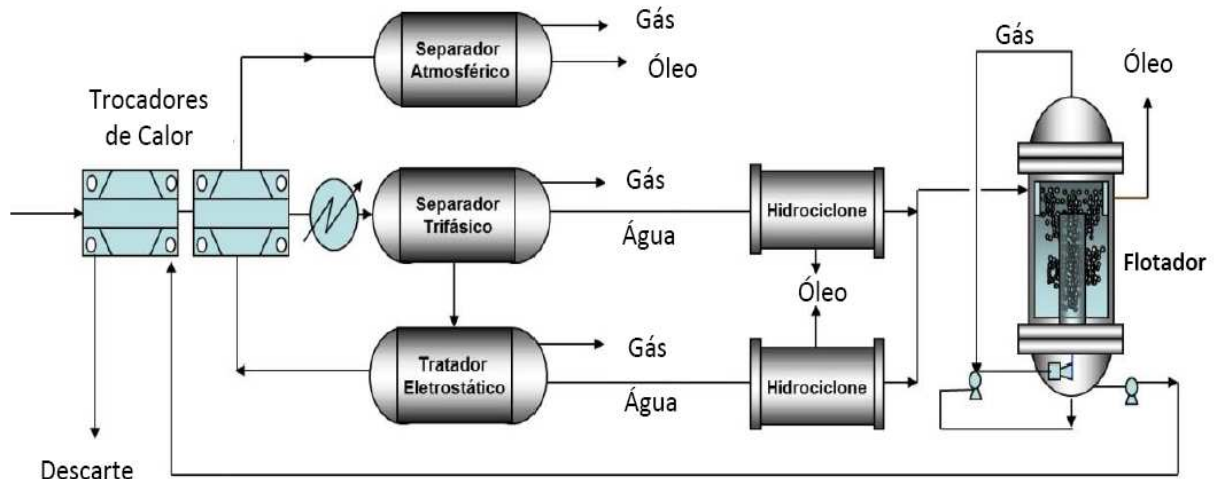 Gás
Separador
Atmosférico
Óleo
Trocadores
de Calor
Gás
Separador
Trifásico
Água
Hidrociclone
Óleo
Tratador
Eletrostático
Gás
Água
Hidrociclone
Gás
Óleo
Flotador
Descarte